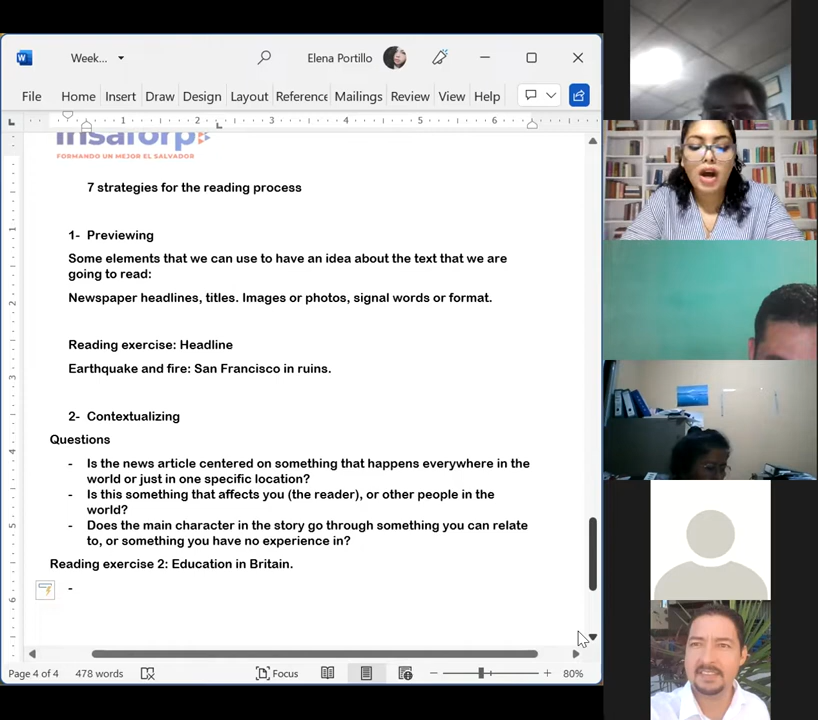 Week...
Elena Portillo
File Home Insert Draw Design Layout Reference Mailings Review View Help
1 2 3 4 5 6
insaforp
FORMANDO UN MEJOR EL SALVADOR
7 strategies for the reading process
1- Previewing
Some elements that we can use to have an idea about the text that we are
going to read:
Newspaper headlines, titles. Images or photos, signal words or format.
Reading exercise: Headline
Earthquake and fire: San Francisco in ruins.
2- Contextualizing
Questions
- Is the news article centered on something that happens everywhere in the
world or just in one specific location?
- Is this something that affects you (the reader), or other people in the
world?
- Does the main character in the story go through something you can relate
to, or something you have no experience in?
Reading exercise 2: Education in Britain.
-
Page 4 of 4 478 words Focus 80%